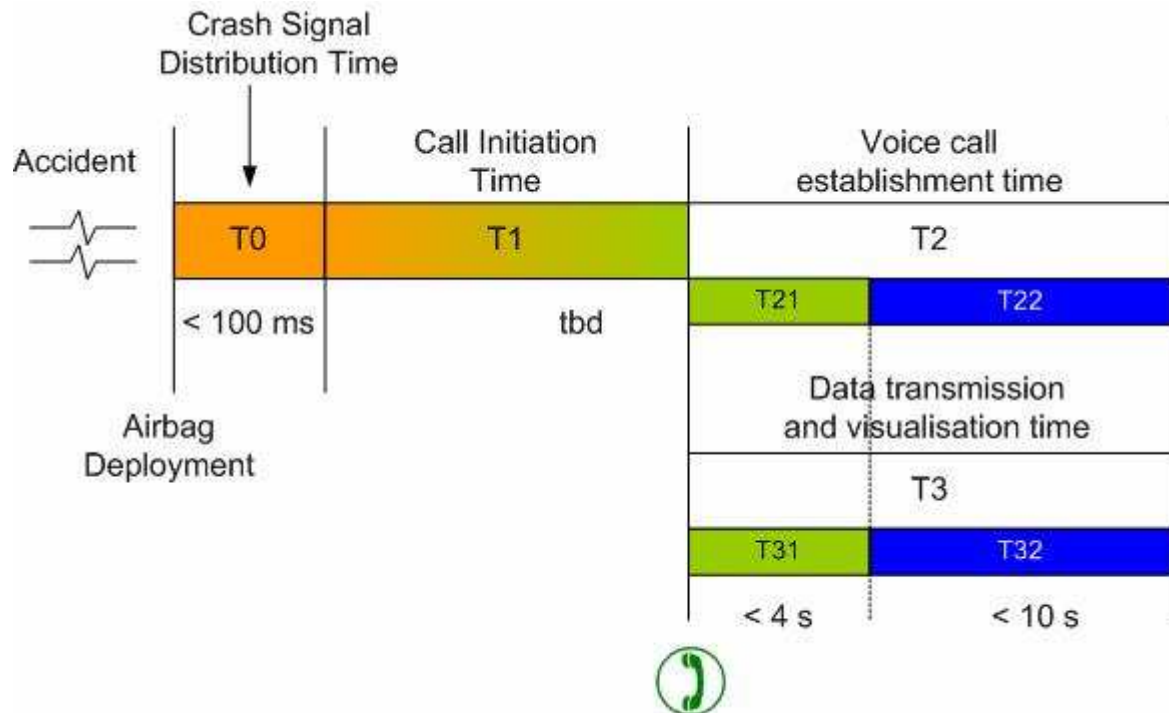 Crash Signal
Distribution Time
Accident
Call Initiation
Time
Voice call
establishment time
T0
T1
T2
T21
T22
< 100 ms
tbd
Data transmission
and visualisation time
Airbag
Deployment
T3
T31
T32
< 4 s
< 10 s